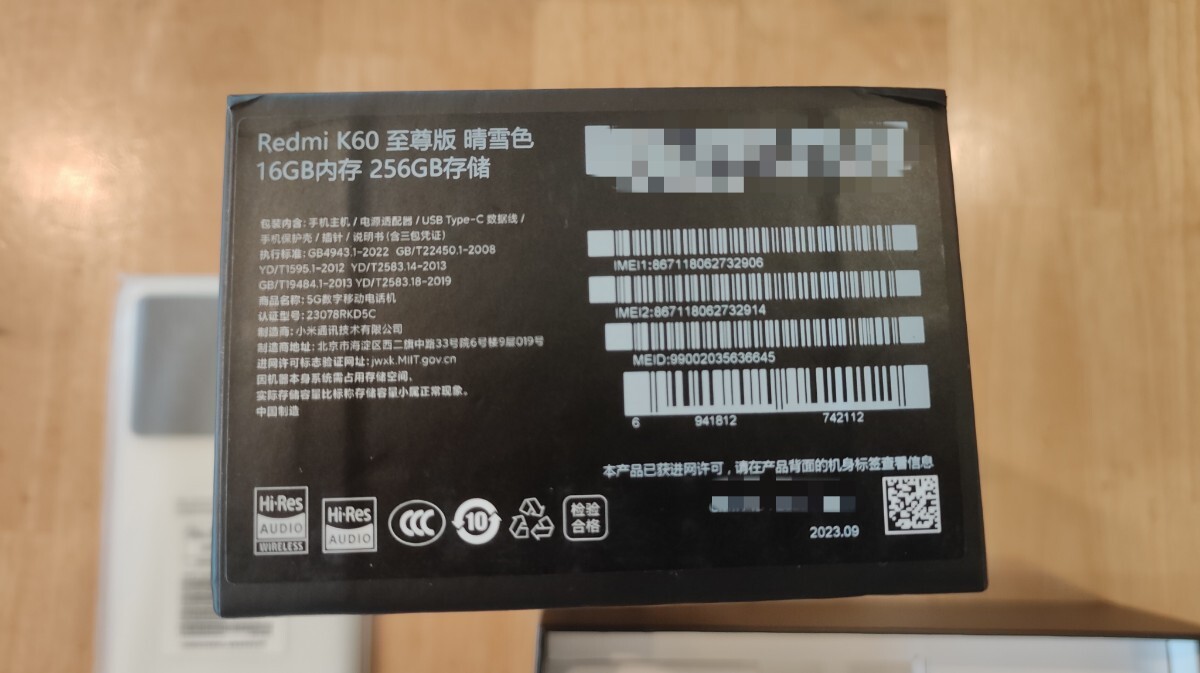 Redmi K60 至尊版 晴雪色
16GB内存 256GB存储
包装内含: 手机主机 / 电源适配器 / USB Type-C 数据线 /
手机保护壳 / 插针 / 说明书(含三包凭证)
执行标准: GB4943.1-2022 GB/T22450.1-2008
YD/T1595.1-2012 YD/T2583.14-2013
GB/T19484.1-2013 YD/T2583.18-2019
商品名称: 5G数字移动电话机
认证型号: 23078RKD5C
制造商: 小米通讯技术有限公司
制造商地址: 北京市海淀区西二旗中路33号院6号楼9层019号
进网许可标志验证网址: jwxk.MIIT.gov.cn
因机器本身系统需占用存储空间,
实际存储容量比标称存储容量小属正常现象。
中国制造
IMEI1:867118062732906
IMEI2:867118062732914
MEID:99002035636645
6 941812 742112
本产品已获进网许可，请在产品背面的机身标签查看信息
2023.09
Hi-Res
AUDIO
WIRELESS
Hi-Res
AUDIO
CCC
10
检验
合格